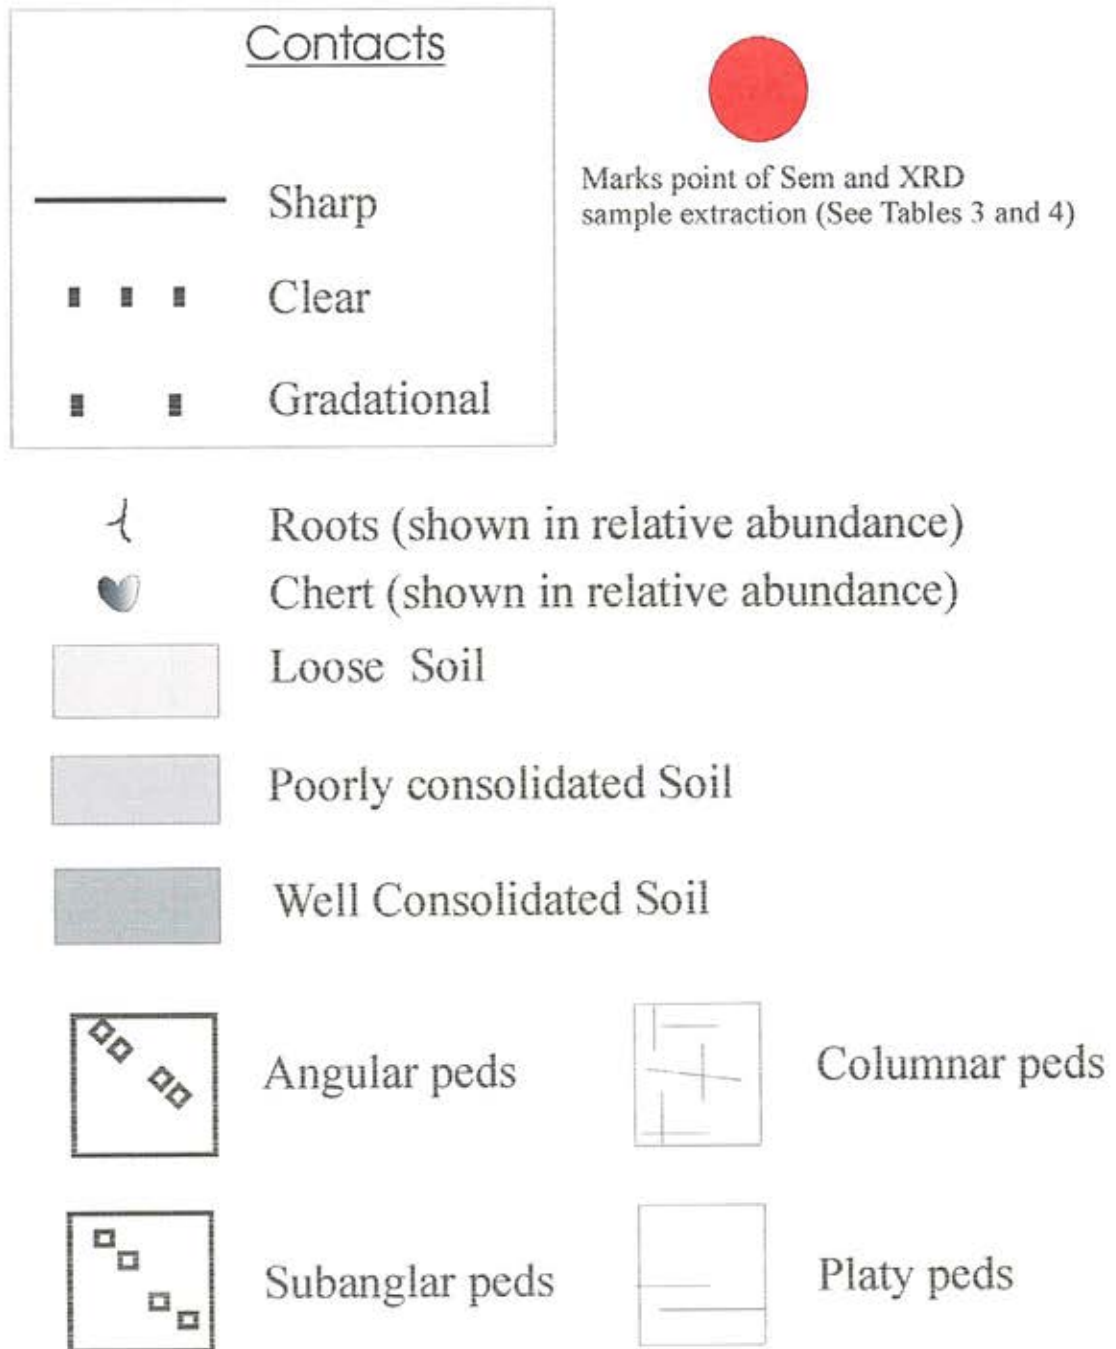 Contacts
Sharp
Clear
Gradational
Marks point of Sem and XRD
sample extraction (See Tables 3 and 4)
Roots (shown in relative abundance)
Chert (shown in relative abundance)
Loose Soil
Poorly consolidated Soil
Well Consolidated Soil
Angular peds
Columnar peds
Subanglar peds
Platy peds